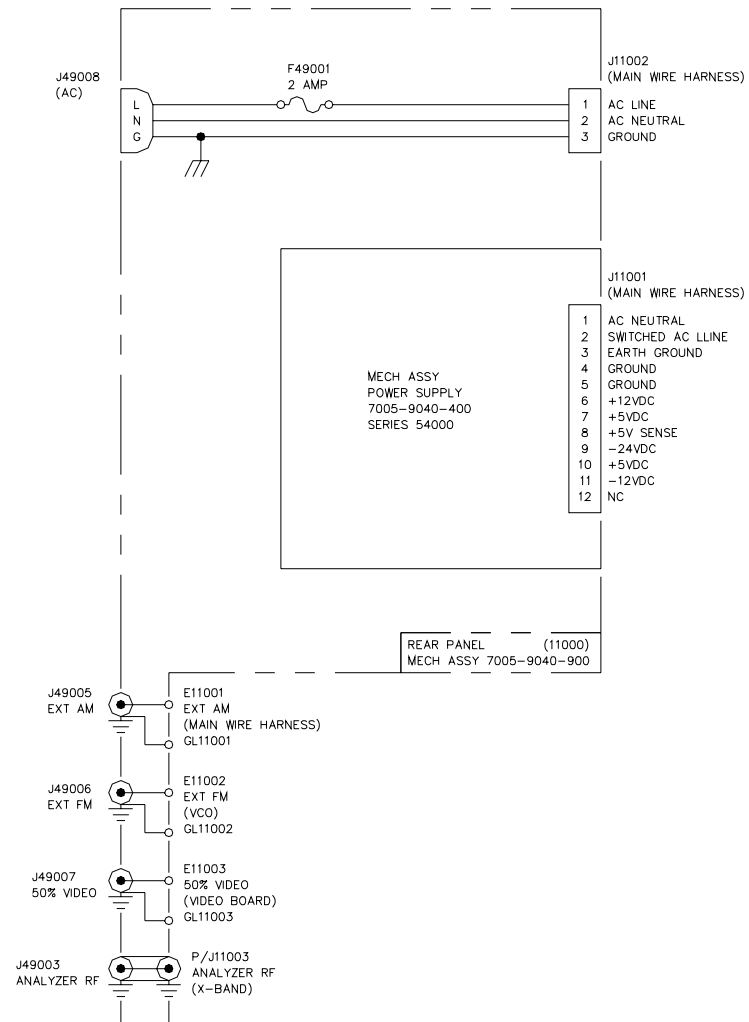 J49008
(AC)
F49001
2 AMP
J11002
(MAIN WIRE HARNESS)
L
N
G
1 AC LINE
2 AC NEUTRAL
3 GROUND
J11001
(MAIN WIRE HARNESS)
1 AC NEUTRAL
2 SWITCHED AC LLINE
3 EARTH GROUND
4 GROUND
5 GROUND
6 +12VDC
7 +5VDC
8 +5V SENSE
9 -24VDC
10 +5VDC
11 -12VDC
12 NC
MECH ASSY
POWER SUPPLY
7005-9040-400
SERIES 54000
REAR PANEL (11000)
MECH ASSY 7005-9040-900
J49005
EXT AM
E11001
EXT AM
(MAIN WIRE HARNESS)
GL11001
J49006
EXT FM
E11002
EXT FM
(VCO)
GL11002
J49007
50% VIDEO
E11003
50% VIDEO
(VIDEO BOARD)
GL11003
J49003
ANALYZER RF
P/J11003
ANALYZER RF
(X-BAND)